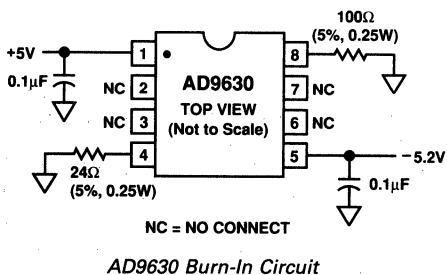 100Ω
(5%, 0.25W)
+5V
1
8
0.1µF
NC 2
AD9630
7 NC
TOP VIEW
(Not to Scale)
NC 3
6 NC
4
5
−5.2V
24Ω
(5%, 0.25W)
0.1µF
NC = NO CONNECT
AD9630 Burn-In Circuit